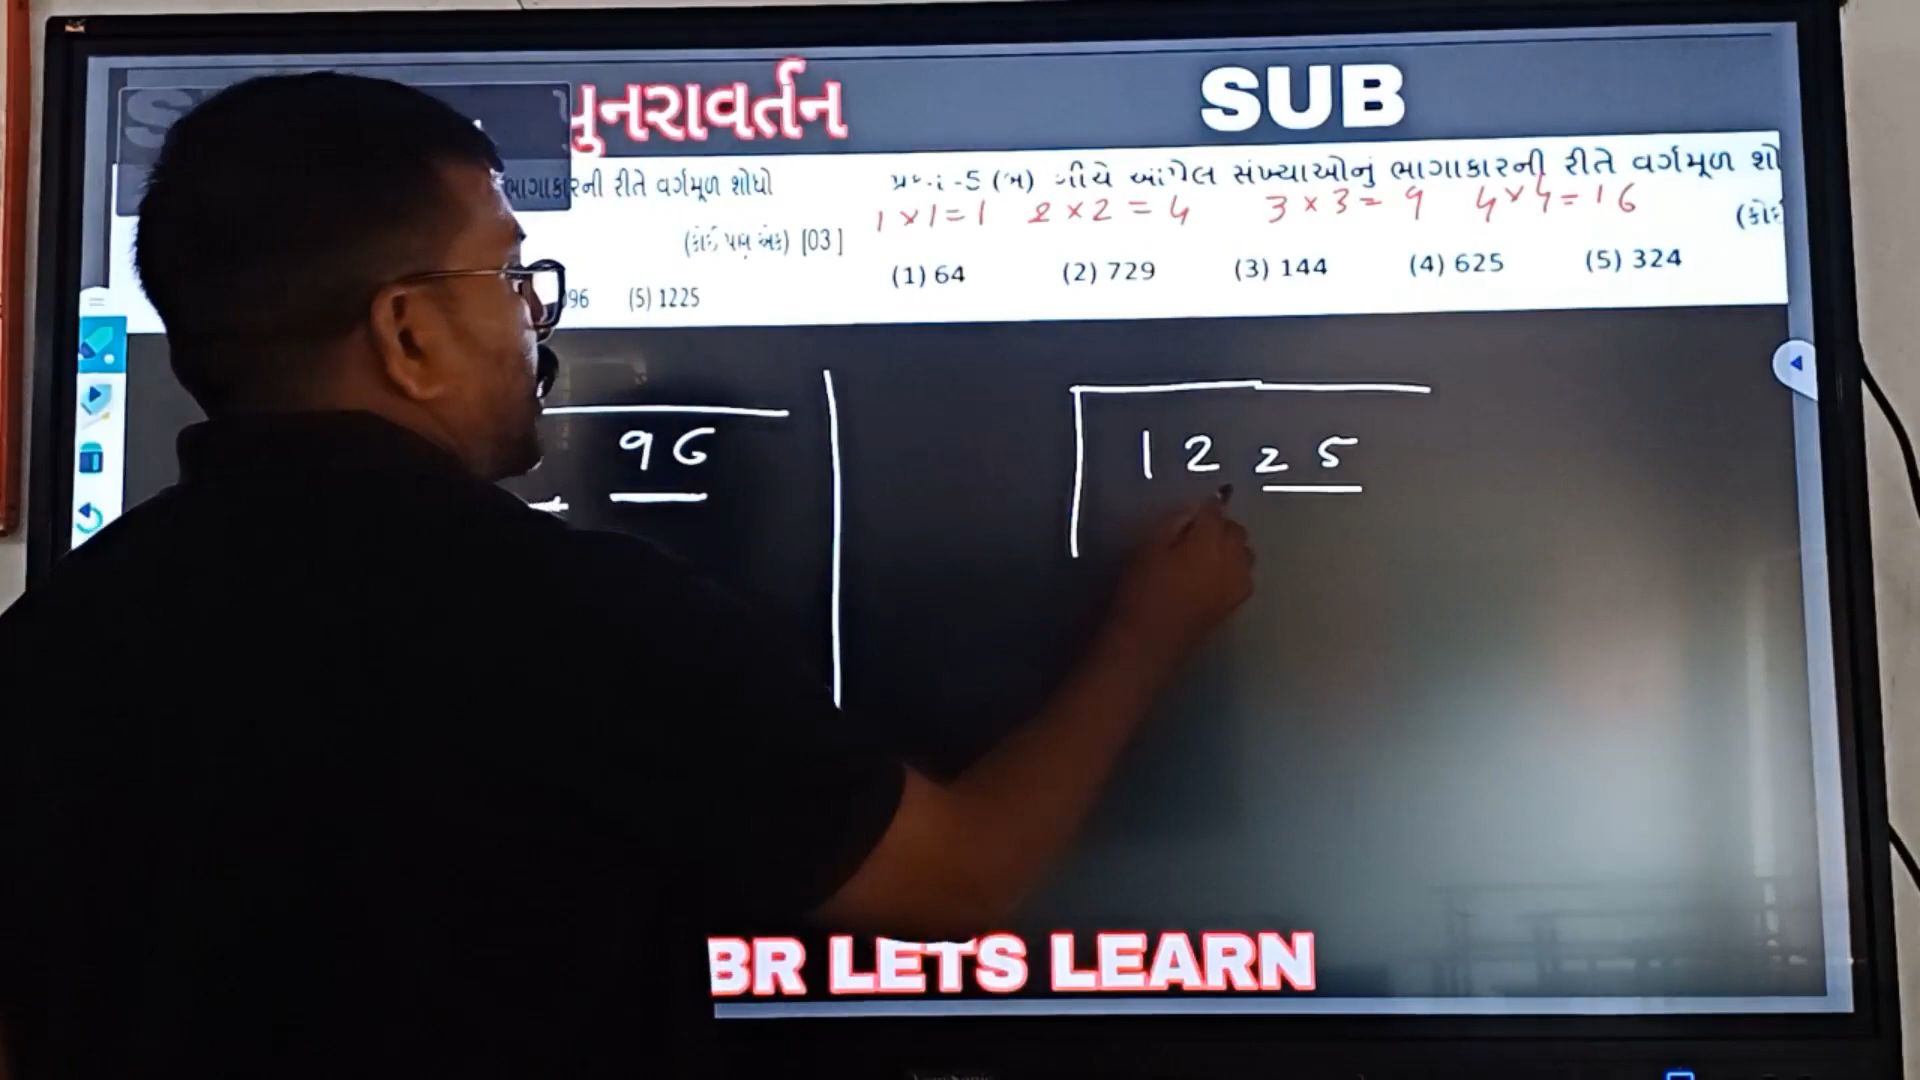 પુનરાવર્તન
SUB
ભાગાકારની રીતે વર્ગમૂળ શોધો
(કોઈ પણ એક) [03]
96 (5) 1225
પ્રશ્ન-5 (બ) નીચે આપેલ સંખ્યાઓનું ભાગાકારની રીતે વર્ગમૂળ શો
1×1=1 2×2=4 3×3=9 4×4=16
(કોઈ
(1) 64 (2) 729 (3) 144 (4) 625 (5) 324
96
1225
BR LETS LEARN